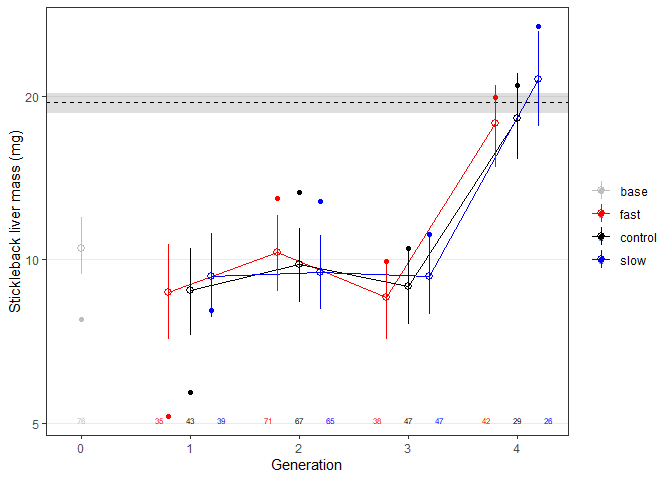 Stickleback liver mass (mg)
20
10
5
76 35 43 39 71 67 65 38 47 47 42 29 26
0 1 2 3 4
Generation
base
fast
control
slow